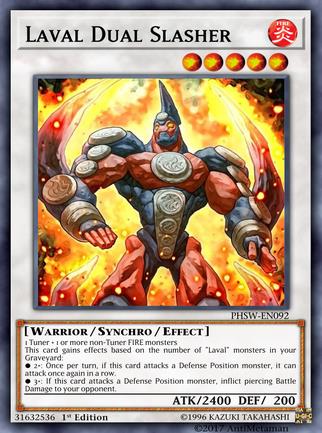 LAVAL DUAL SLASHER
FIRE
炎
PHSW-EN092
[WARRIOR/SYNCHRO/EFFECT]
1 Tuner + 1 or more non-Tuner FIRE monsters
This card gains effects based on the number of "Laval" monsters in your
Graveyard:
● 2+: Once per turn, if this card attacks a Defense Position monster, it can
attack once again in a row.
● 3+: If this card attacks a Defense Position monster, inflict piercing Battle
Damage to your opponent.
ATK/2400 DEF/ 200
31632536 1st Edition ©1996 KAZUKI TAKAHASHI
©2017 AntiMetaman